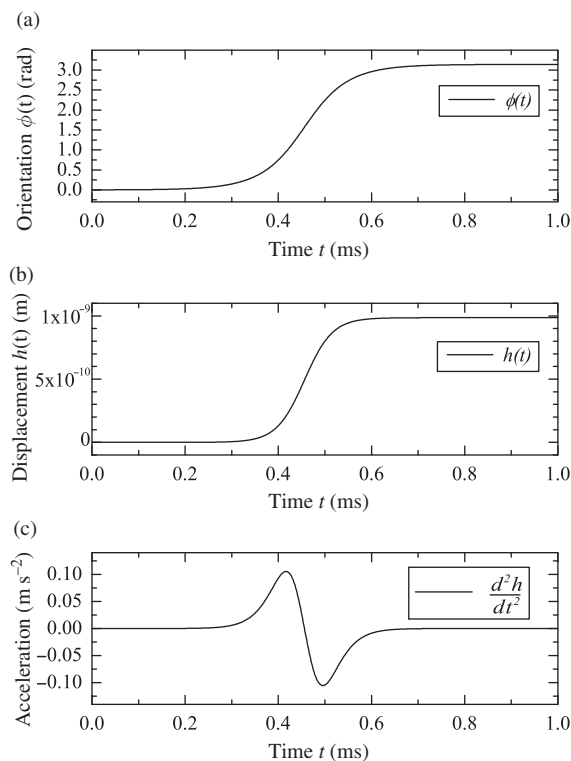 (a)
Orientation ϕ(t) (rad)
3.0
2.5
2.0
1.5
1.0
0.5
0.0
ϕ(t)
0.0 0.2 0.4 0.6 0.8 1.0
Time t (ms)
(b)
Displacement h(t) (m)
1x10⁻⁹
5x10⁻¹⁰
0
h(t)
0.0 0.2 0.4 0.6 0.8 1.0
Time t (ms)
(c)
Acceleration (m s⁻²)
0.10
0.05
0.00
−0.05
−0.10
d²h
dt²
0.0 0.2 0.4 0.6 0.8 1.0
Time t (ms)